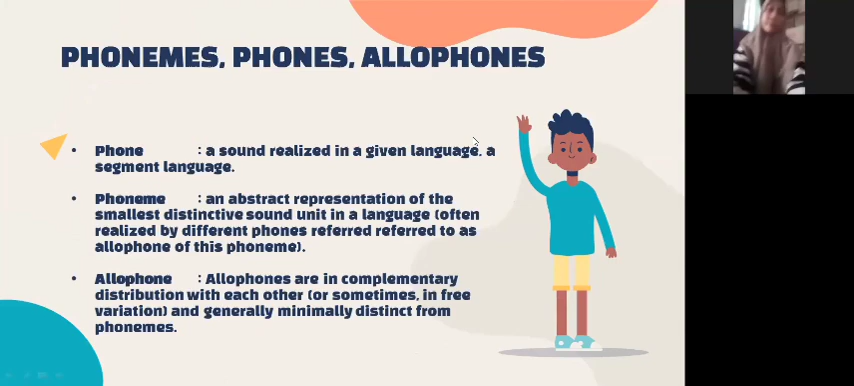 PHONEMES, PHONES, ALLOPHONES
• Phone : a sound realized in a given language. a
segment language.
• Phoneme : an abstract representation of the
smallest distinctive sound unit in a language (often
realized by different phones referred referred to as
allophone of this phoneme).
• Allophone : Allophones are in complementary
distribution with each other (or sometimes, in free
variation) and generally minimally distinct from
phonemes.